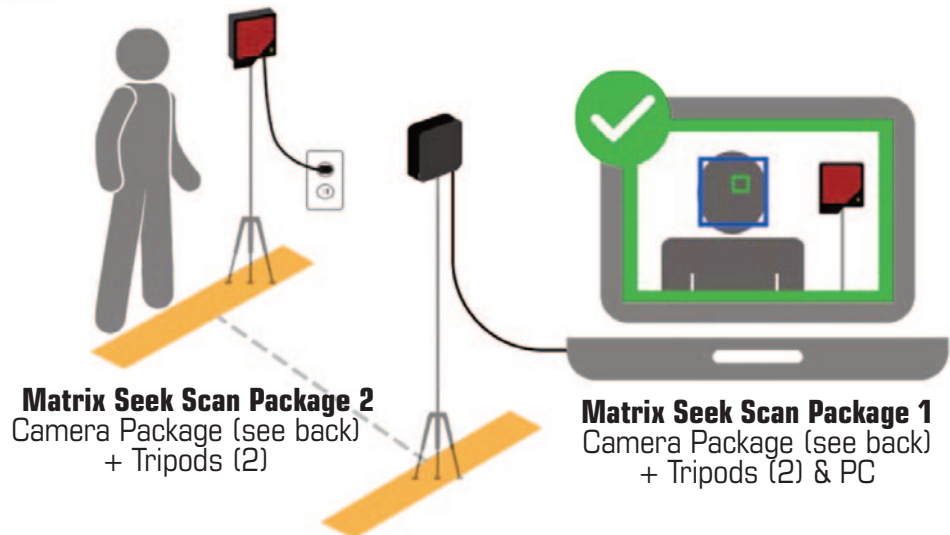 Matrix Seek Scan Package 2
Camera Package (see back)
+ Tripods (2)
Matrix Seek Scan Package 1
Camera Package (see back)
+ Tripods (2) & PC